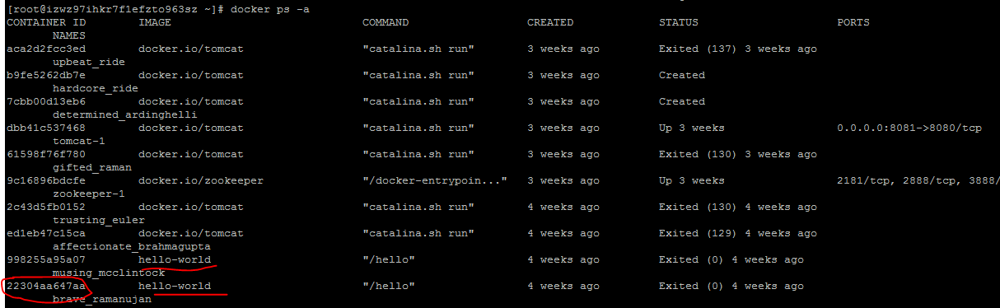 [root@izwz97ihkr7f1efzto963sz ~]# docker ps -a
CONTAINER ID        IMAGE                  COMMAND                  CREATED             STATUS                     PORTS
       NAMES
aca2d2fcc3ed        docker.io/tomcat       "catalina.sh run"        3 weeks ago         Exited (137) 3 weeks ago
       upbeat_ride
b9fe5262db7e        docker.io/tomcat       "catalina.sh run"        3 weeks ago         Created
       hardcore_ride
7cbb00d13eb6        docker.io/tomcat       "catalina.sh run"        3 weeks ago         Created
       determined_ardinghelli
dbb41c537468        docker.io/tomcat       "catalina.sh run"        3 weeks ago         Up 3 weeks                 0.0.0.0:8081->8080/tcp
       tomcat-1
61598f76f780        docker.io/tomcat       "catalina.sh run"        3 weeks ago         Exited (130) 3 weeks ago
       gifted_raman
9c16896bdcfe        docker.io/zookeeper    "/docker-entrypoin..."   3 weeks ago         Up 3 weeks                 2181/tcp, 2888/tcp, 3888/
       zookeeper-1
2c43d5fb0152        docker.io/tomcat       "catalina.sh run"        4 weeks ago         Exited (130) 4 weeks ago
       trusting_euler
ed1eb47c15ca        docker.io/tomcat       "catalina.sh run"        4 weeks ago         Exited (129) 4 weeks ago
       affectionate_brahmagupta
998255a95a07        hello-world            "/hello"                 4 weeks ago         Exited (0) 4 weeks ago
       musing_mcclintock
22304aa647aa        hello-world            "/hello"                 4 weeks ago         Exited (0) 4 weeks ago
       brave_ramanujan